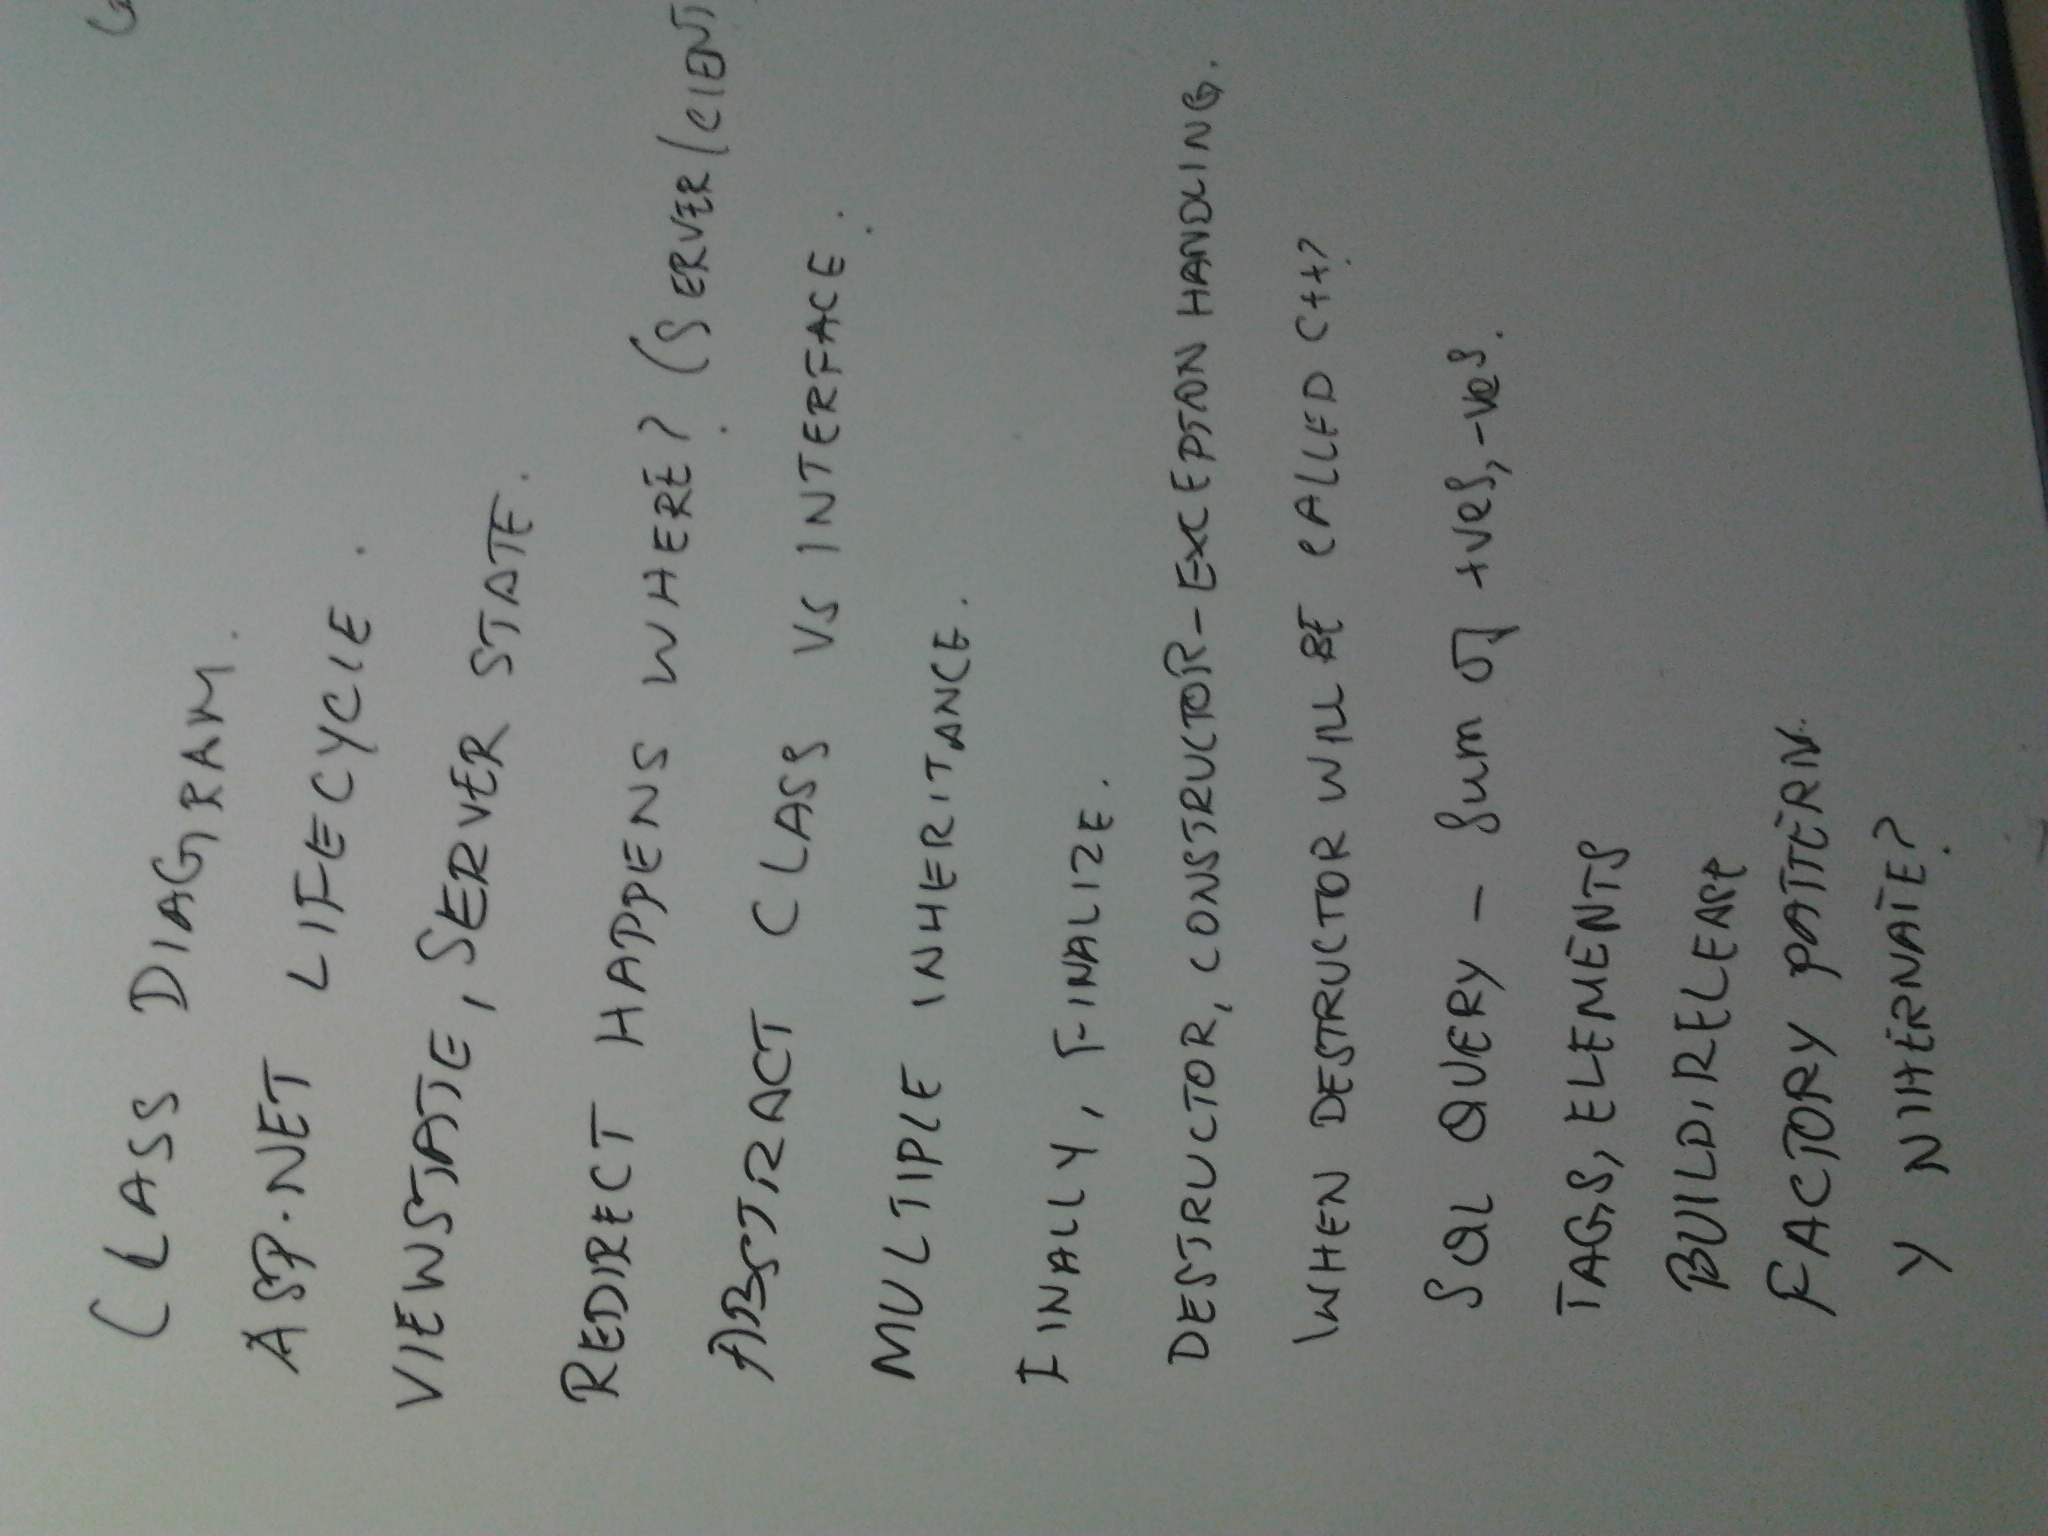 CLASS DIAGRAM.
ASP.NET LIFECYCLE.
VIEWSTATE, SERVER STATE.
REDIRECT HAPPENS WHERE? (SERVER/CLIENT
ABSTRACT CLASS VS INTERFACE.
MULTIPLE INHERITANCE.
FINALLY, FINALIZE.
DESTRUCTOR, CONSTRUCTOR - EXCEPTION HANDLING.
WHEN DESTRUCTOR WILL BE CALLED C++?
SQL QUERY - Sum of +ves, -ves.
TAGS, ELEMENTS
BUILD, RELEASE
FACTORY PATTERN.
Y NIHERNATE?